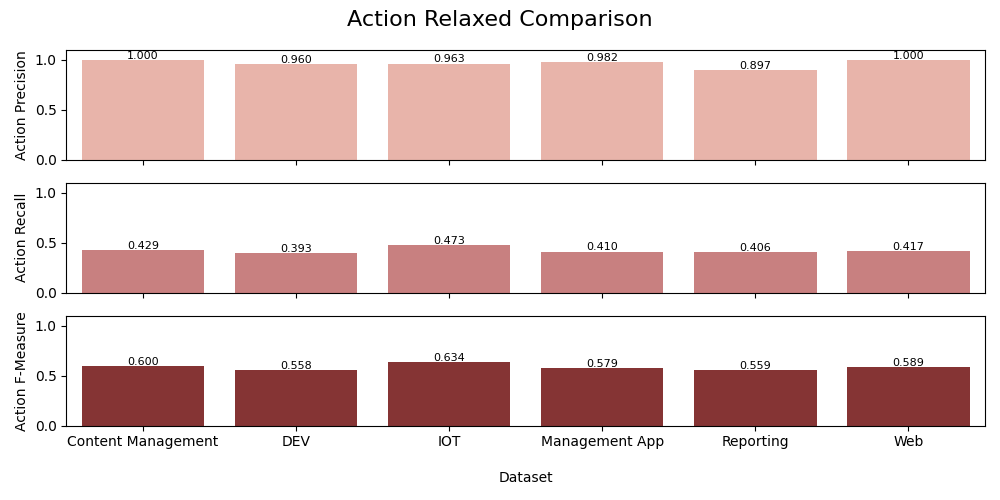 Action Relaxed Comparison
Action Precision
1.0
0.5
0.0
1.000
0.960
0.963
0.982
0.897
1.000
Action Recall
1.0
0.5
0.0
0.429
0.393
0.473
0.410
0.406
0.417
Action F-Measure
1.0
0.5
0.0
0.600
0.558
0.634
0.579
0.559
0.589
Content Management
DEV
IOT
Management App
Reporting
Web
Dataset